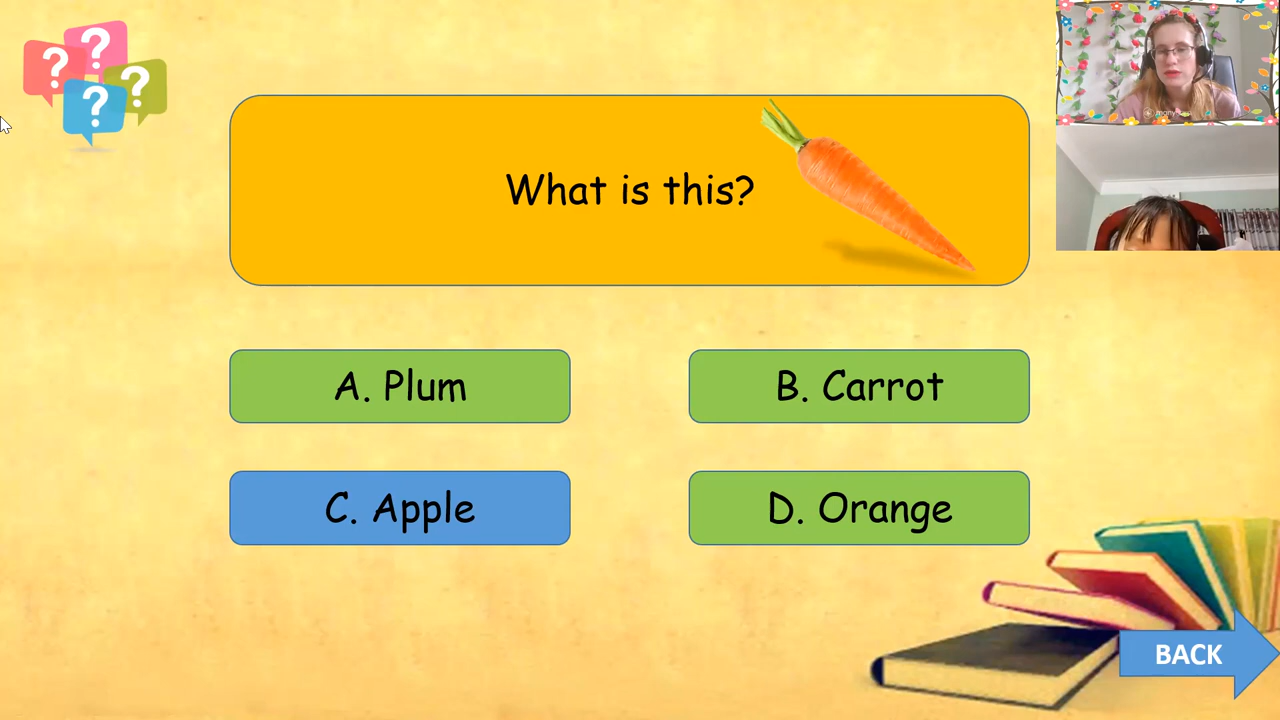 What is this?
A. Plum
B. Carrot
C. Apple
D. Orange
BACK